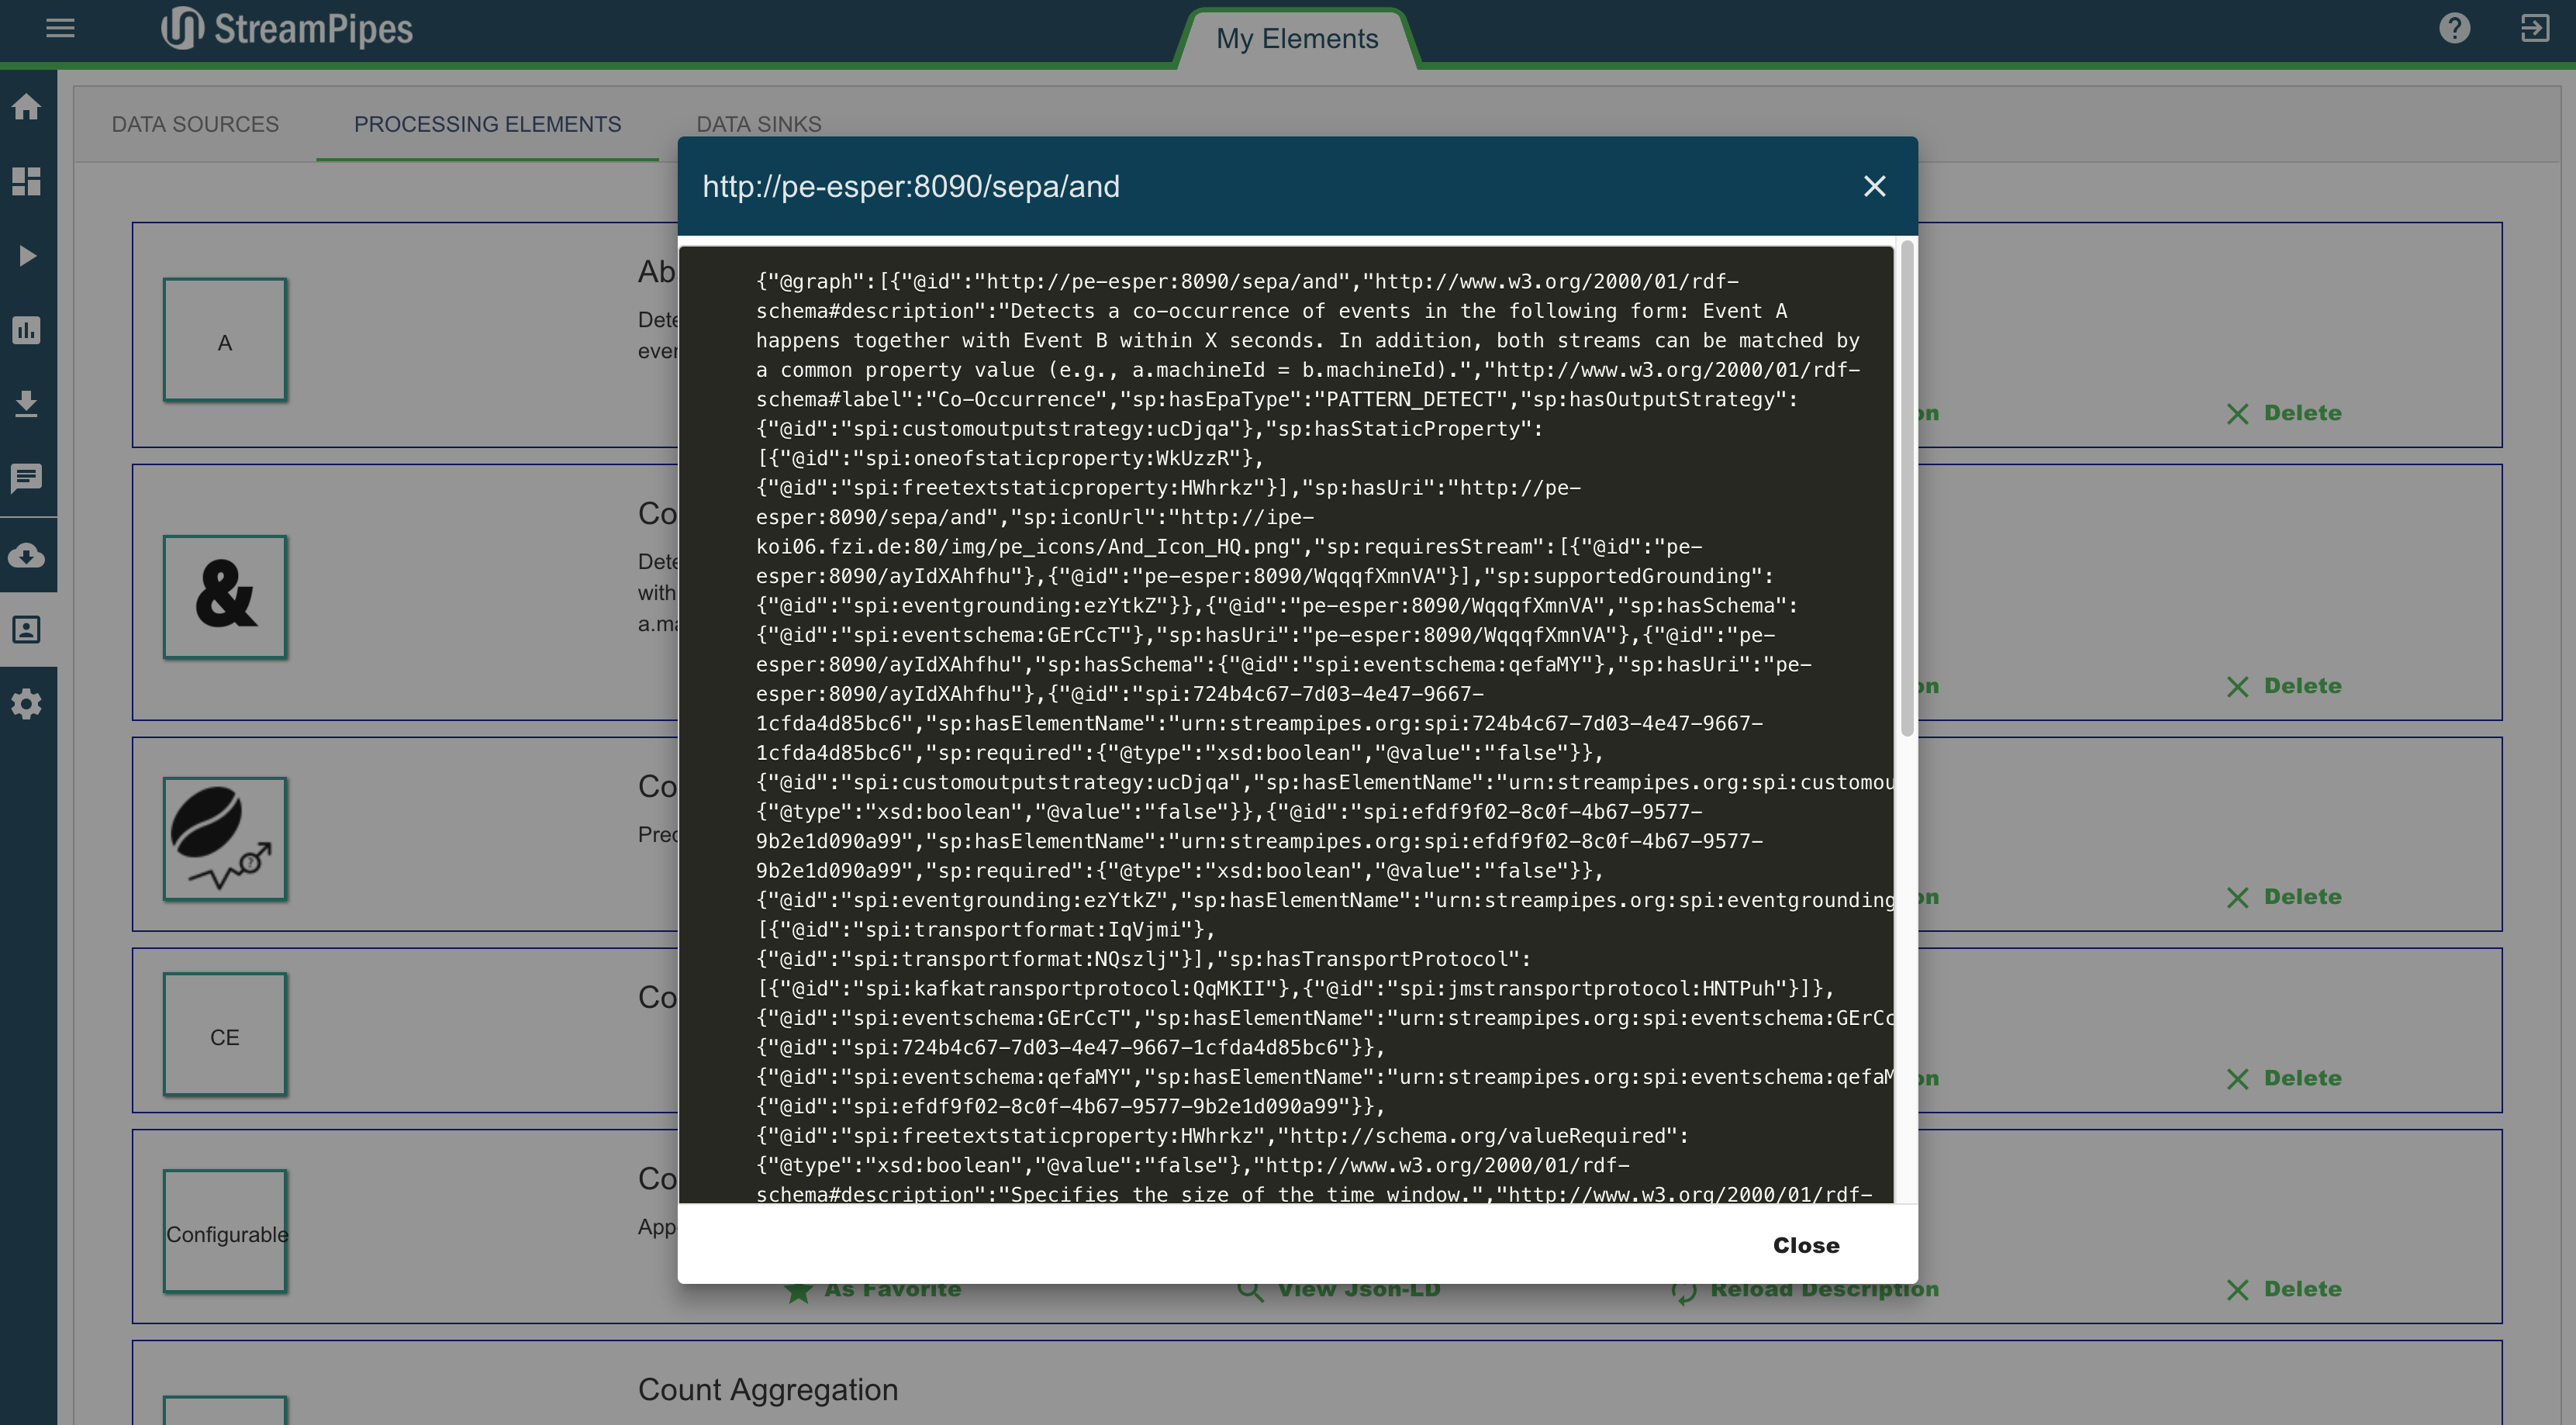 StreamPipes
My Elements
DATA SOURCES
PROCESSING ELEMENTS
DATA SINKS
http://pe-esper:8090/sepa/and
{"@graph":[{"@id":"http://pe-esper:8090/sepa/and","http://www.w3.org/2000/01/rdf-
schema#description":"Detects a co-occurrence of events in the following form: Event A
happens together with Event B within X seconds. In addition, both streams can be matched by
a common property value (e.g., a.machineId = b.machineId).","http://www.w3.org/2000/01/rdf-
schema#label":"Co-Occurrence","sp:hasEpaType":"PATTERN_DETECT","sp:hasOutputStrategy":
{"@id":"spi:customoutputstrategy:ucDjqa"},"sp:hasStaticProperty":
[{"@id":"spi:oneofstaticproperty:WkUzzR"},
{"@id":"spi:freetextstaticproperty:HWhrkz"}],"sp:hasUri":"http://pe-
esper:8090/sepa/and","sp:iconUrl":"http://ipe-
koi06.fzi.de:80/img/pe_icons/And_Icon_HQ.png","sp:requiresStream":[{"@id":"pe-
esper:8090/ayIdXAhfhu"},{"@id":"pe-esper:8090/WqqqfXmnVA"}],"sp:supportedGrounding":
{"@id":"spi:eventgrounding:ezYtkZ"}},{"@id":"pe-esper:8090/WqqqfXmnVA","sp:hasSchema":
{"@id":"spi:eventschema:GErCcT"},"sp:hasUri":"pe-esper:8090/WqqqfXmnVA"},{"@id":"pe-
esper:8090/ayIdXAhfhu","sp:hasSchema":{"@id":"spi:eventschema:qefaMY"},"sp:hasUri":"pe-
esper:8090/ayIdXAhfhu"},{"@id":"spi:724b4c67-7d03-4e47-9667-
1cfda4d85bc6","sp:hasElementName":"urn:streampipes.org:spi:724b4c67-7d03-4e47-9667-
1cfda4d85bc6","sp:required":{"@type":"xsd:boolean","@value":"false"}},
{"@id":"spi:customoutputstrategy:ucDjqa","sp:hasElementName":"urn:streampipes.org:spi:customou
{"@type":"xsd:boolean","@value":"false"}},{"@id":"spi:efdf9f02-8c0f-4b67-9577-
9b2e1d090a99","sp:hasElementName":"urn:streampipes.org:spi:efdf9f02-8c0f-4b67-9577-
9b2e1d090a99","sp:required":{"@type":"xsd:boolean","@value":"false"}},
{"@id":"spi:eventgrounding:ezYtkZ","sp:hasElementName":"urn:streampipes.org:spi:eventgrounding
[{"@id":"spi:transportformat:IqVjmi"},
{"@id":"spi:transportformat:NQszlj"}],"sp:hasTransportProtocol":
[{"@id":"spi:kafkatransportprotocol:QqMKII"},{"@id":"spi:jmstransportprotocol:HNTPuh"}]},
{"@id":"spi:eventschema:GErCcT","sp:hasElementName":"urn:streampipes.org:spi:eventschema:GErCc
{"@id":"spi:724b4c67-7d03-4e47-9667-1cfda4d85bc6"}},
{"@id":"spi:eventschema:qefaMY","sp:hasElementName":"urn:streampipes.org:spi:eventschema:qefaM
{"@id":"spi:efdf9f02-8c0f-4b67-9577-9b2e1d090a99"}},
{"@id":"spi:freetextstaticproperty:HWhrkz","http://schema.org/valueRequired":
{"@type":"xsd:boolean","@value":"false"},"http://www.w3.org/2000/01/rdf-
schema#description":"Specifies the size of the time window.","http://www.w3.org/2000/01/rdf-
Close
A
Ab
Dete
ever
on
Delete
&
Co
Dete
with
a.ma
on
Delete
Co
Pred
on
Delete
CE
Co
on
Delete
Configurable
Co
App
As Favorite
View Json-LD
Reload Description
Delete
Count Aggregation